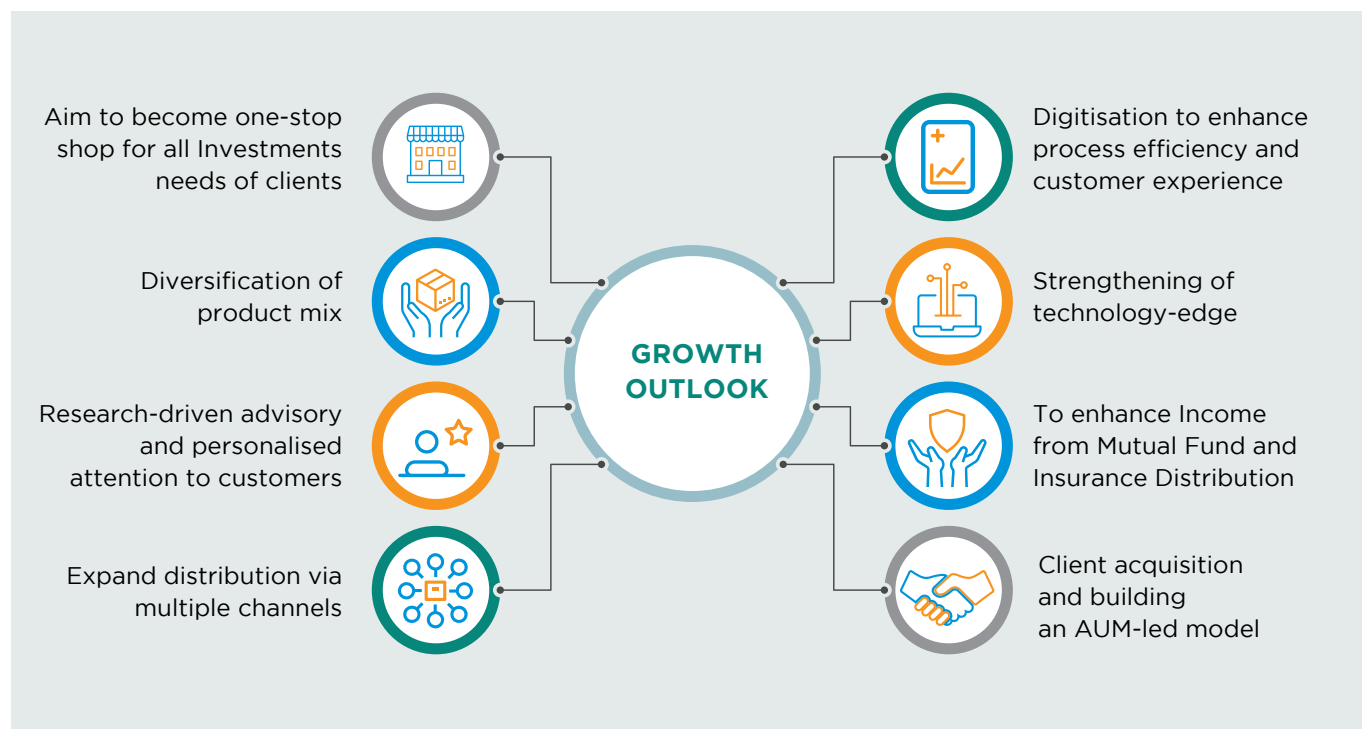 Aim to become one-stop
shop for all Investments
needs of clients
Diversification of
product mix
Research-driven advisory
and personalised
attention to customers
Expand distribution via
multiple channels
GROWTH
OUTLOOK
Digitisation to enhance
process efficiency and
customer experience
Strengthening of
technology-edge
To enhance Income
from Mutual Fund and
Insurance Distribution
Client acquisition
and building
an AUM-led model